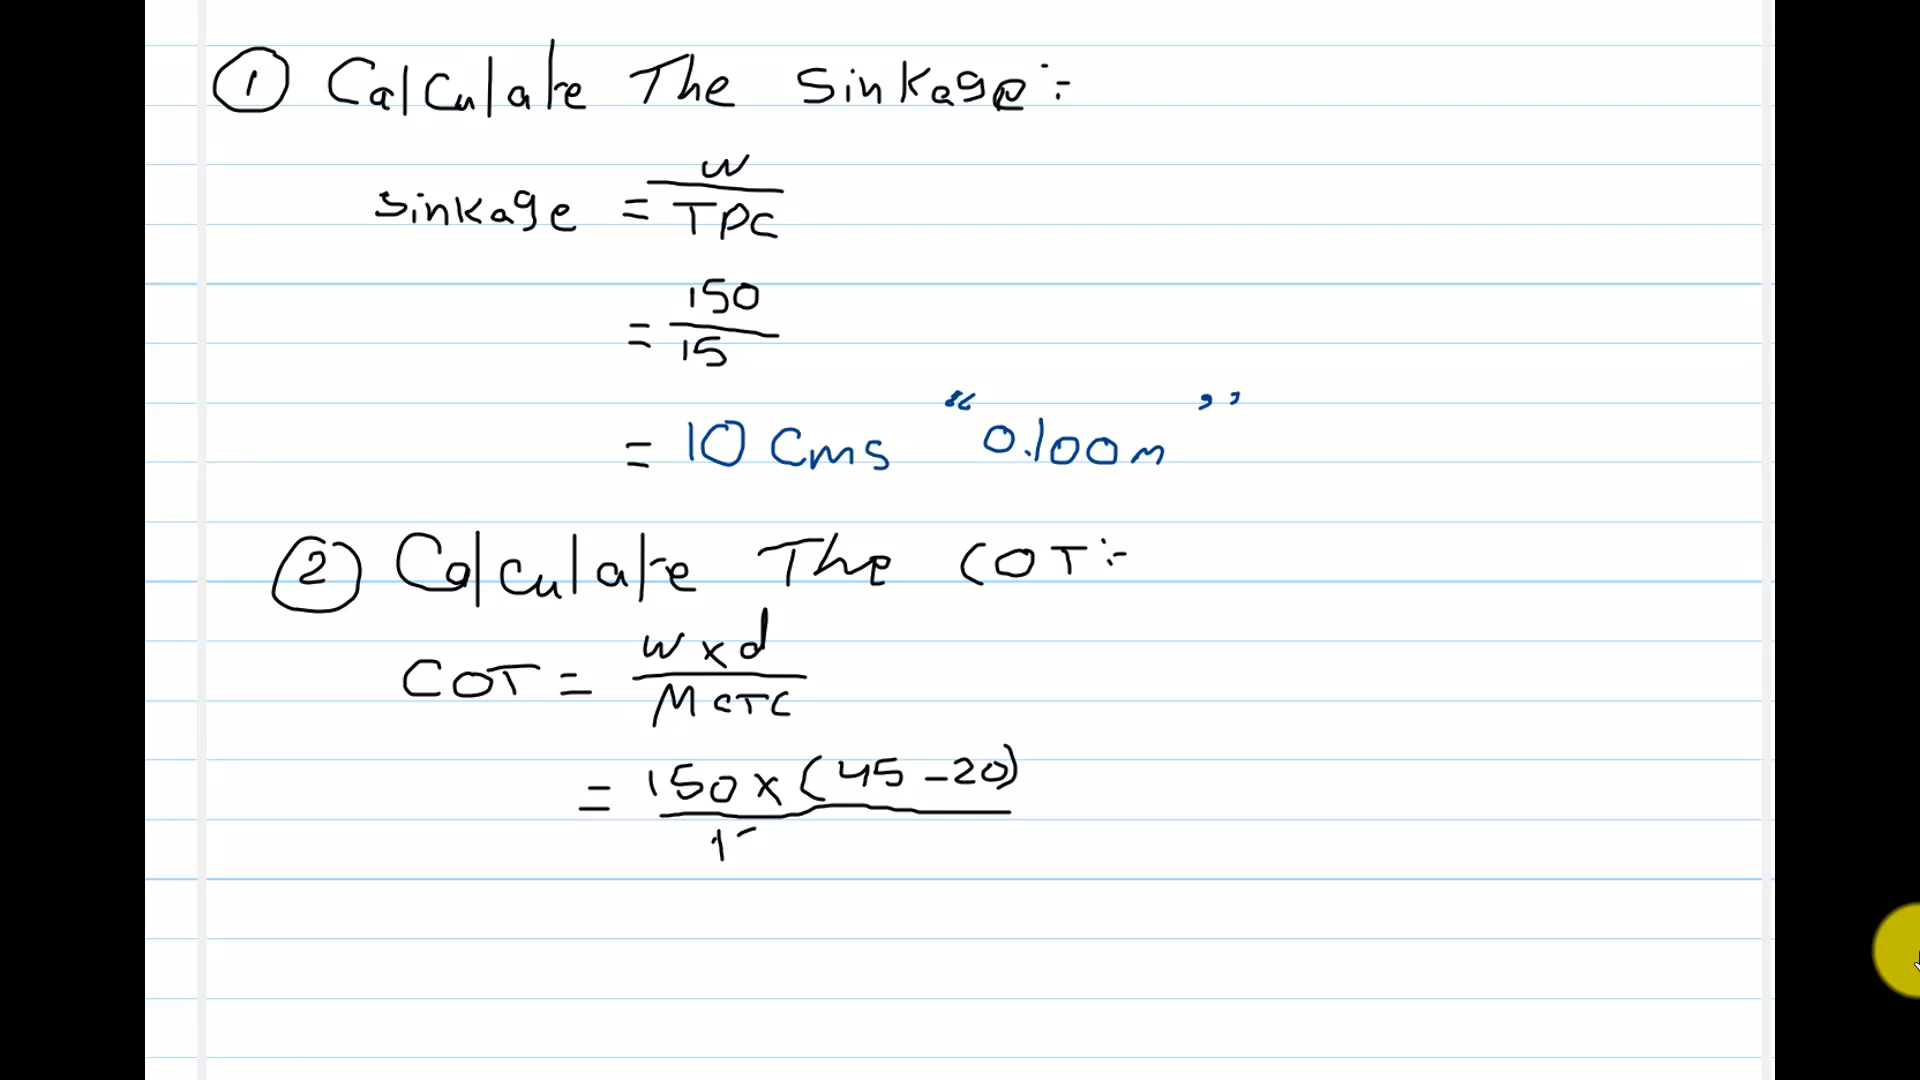 ① Calculate The Sinkage:-
sinkage = w / TPC
= 150 / 15
= 10 Cms “0.100m”
② Calculate The COT:-
COT = w x d / MCTC
= 150 x (45 - 20) / 1